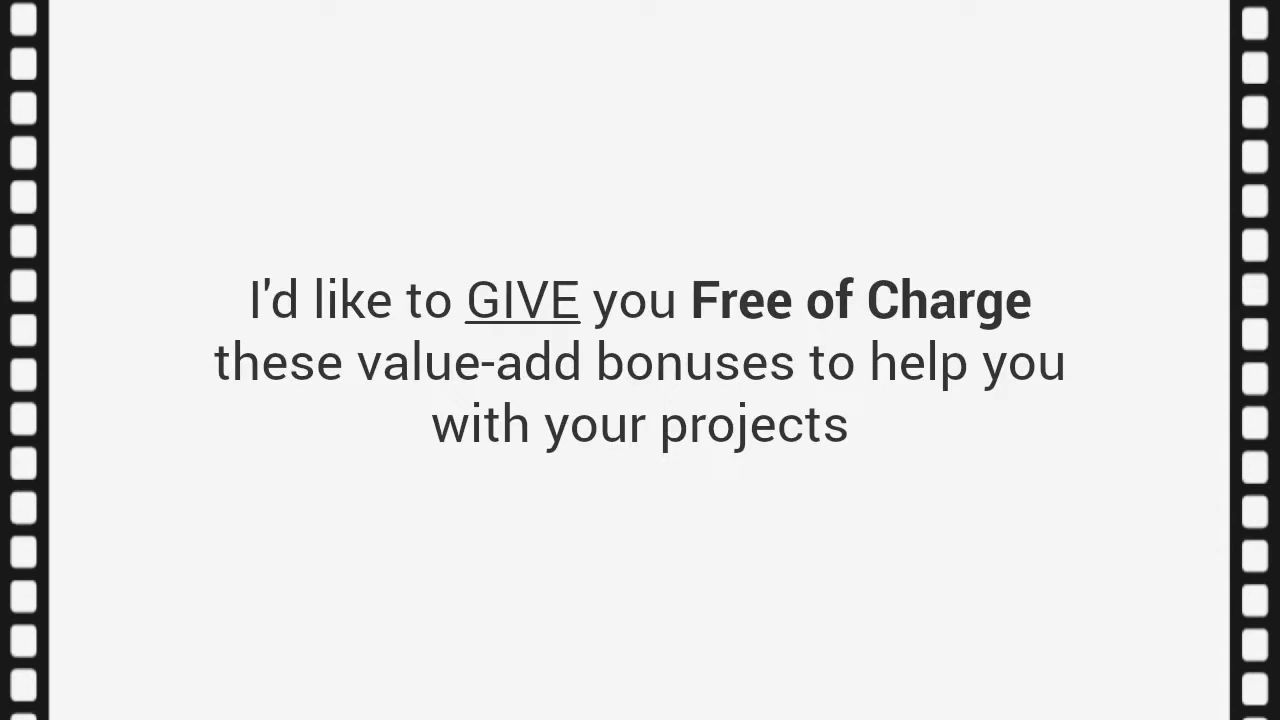 I'd like to GIVE you Free of Charge
these value-add bonuses to help you
with your projects